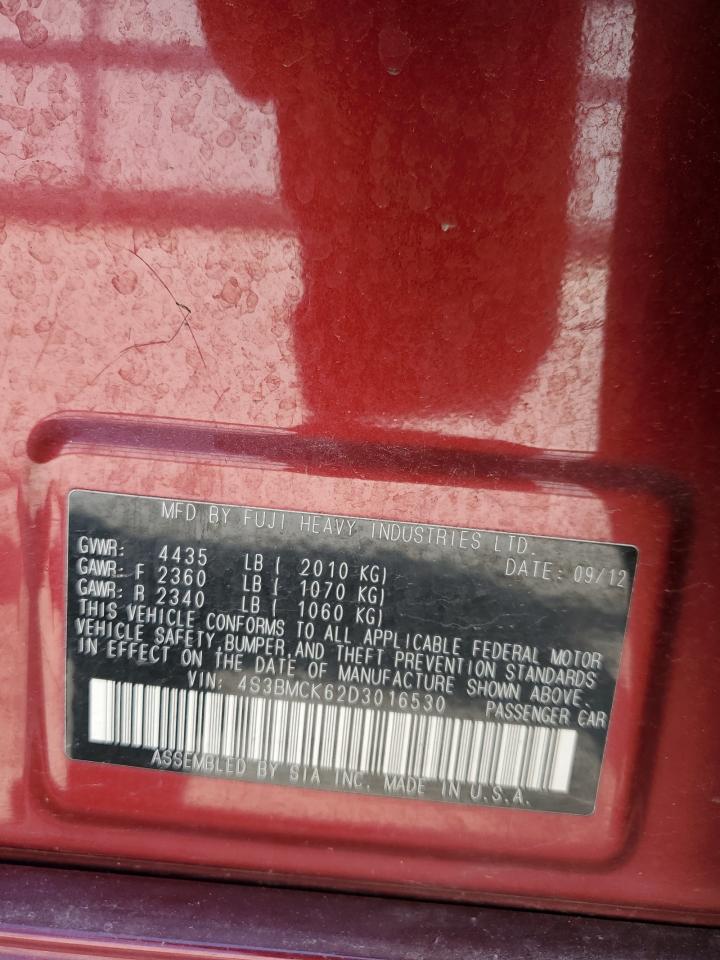 MFD BY FUJI HEAVY INDUSTRIES LTD.
DATE: 09/12
GVWR: 4435 LB ( 2010 KG)
GAWR: F 2360 LB ( 1070 KG)
GAWR: R 2340 LB ( 1060 KG)
THIS VEHICLE CONFORMS TO ALL APPLICABLE FEDERAL MOTOR
VEHICLE SAFETY, BUMPER, AND THEFT PREVENTION STANDARDS
IN EFFECT ON THE DATE OF MANUFACTURE SHOWN ABOVE.
VIN: 4S3BMCK62D3016530 PASSENGER CAR
ASSEMBLED BY SIA INC. MADE IN U.S.A.